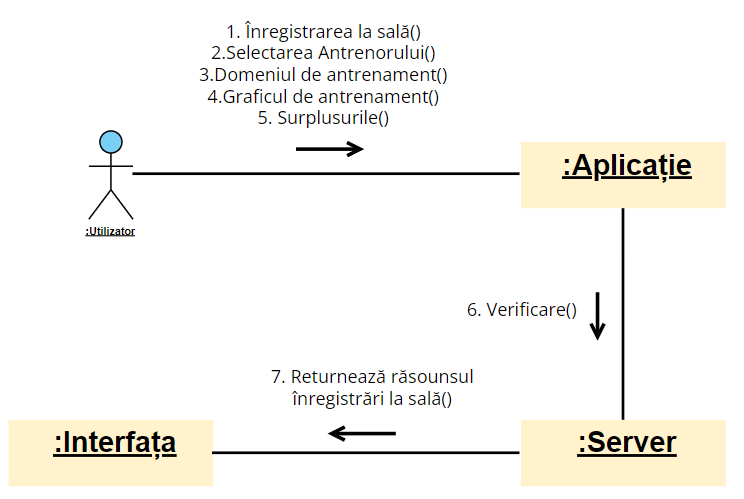 1. Înregistrarea la sală()
2.Selectarea Antrenorului()
3.Domeniul de antrenament()
4.Graficul de antrenament()
5. Surplusurile()
:Aplicație
:Utilizator
6. Verificare()
7. Returnează răsounsul
înregistrări la sală()
:Interfața
:Server